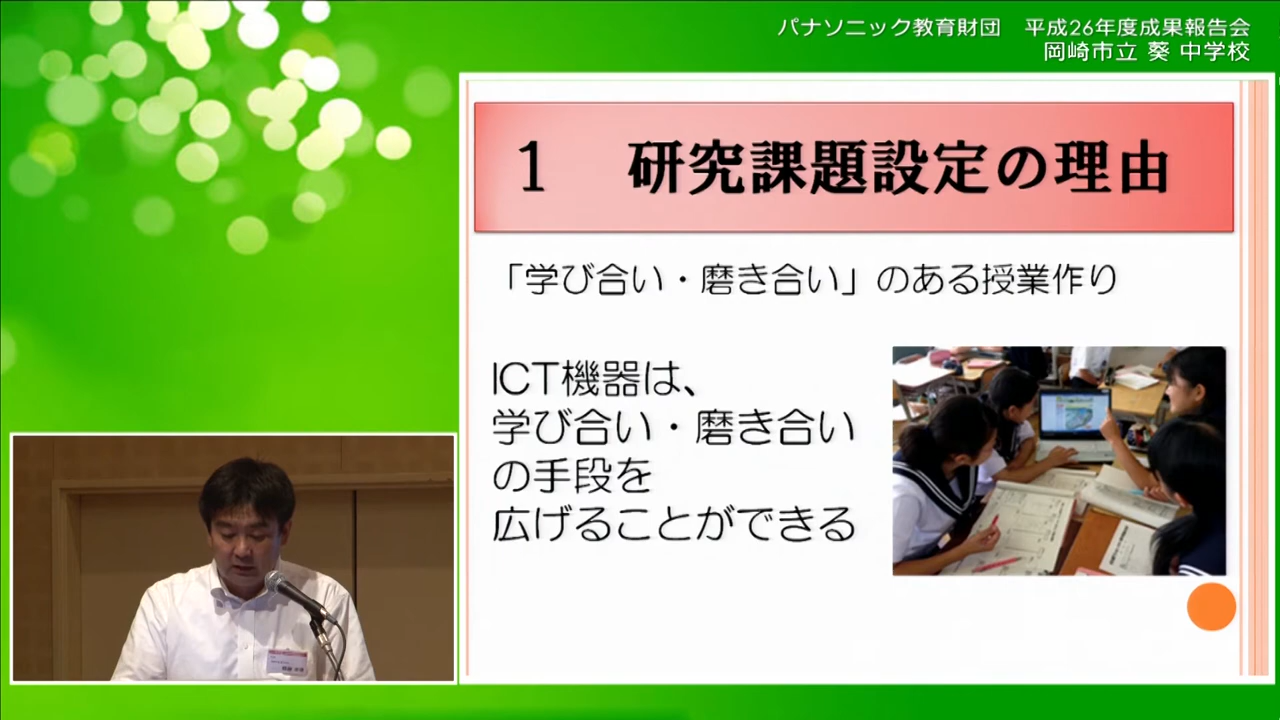 パナソニック教育財団　平成26年度成果報告会
岡崎市立 葵 中学校
1　研究課題設定の理由
「学び合い・磨き合い」のある授業作り
ICT機器は、
学び合い・磨き合い
の手段を
広げることができる